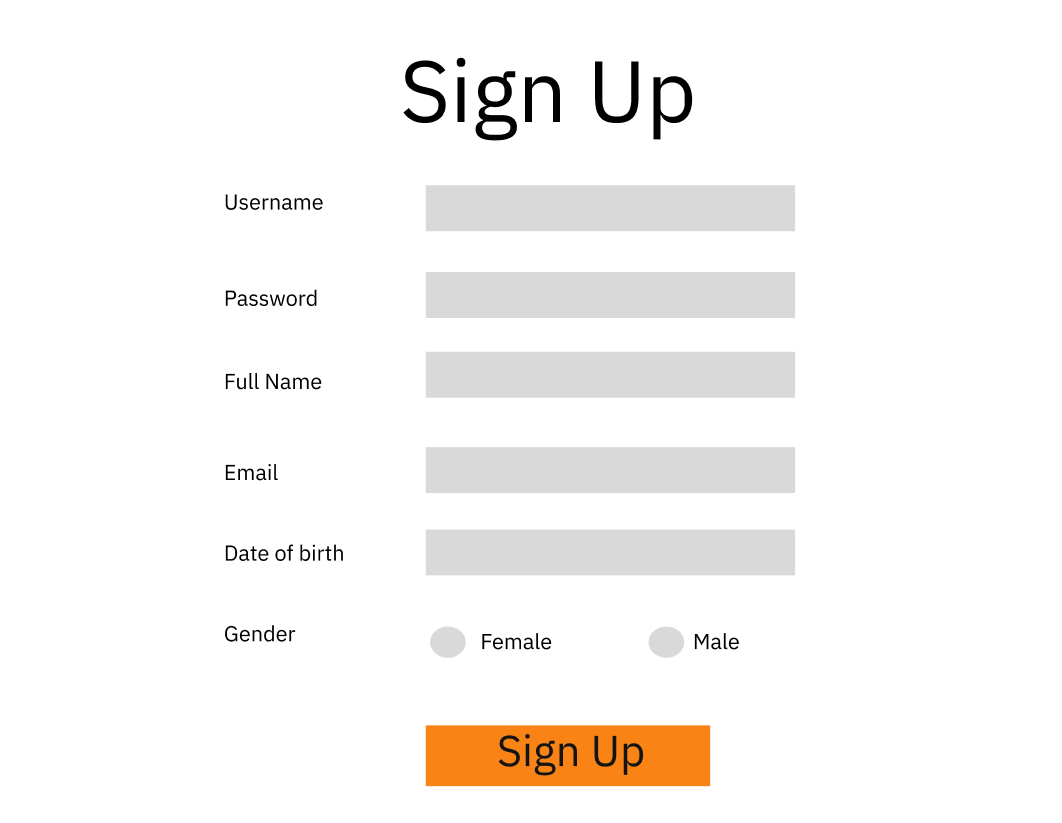 Sign Up
Username
Password
Full Name
Email
Date of birth
Gender
Female
Male
Sign Up